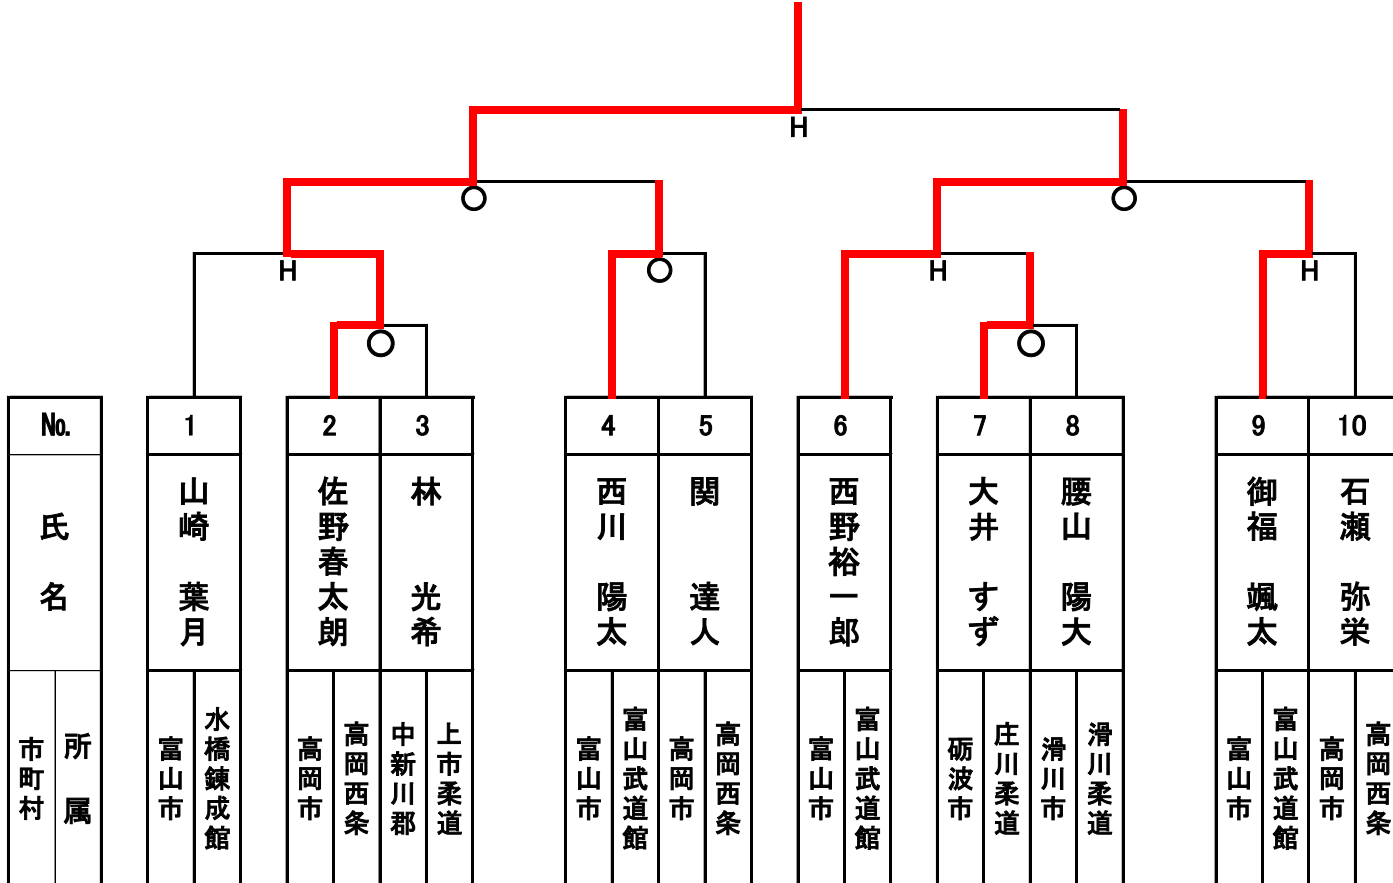 H
○ ○
H ○ H H
○ ○
No. 1 2 3 4 5 6 7 8 9 10
氏名
山崎 葉月
佐野春太朗
林 光希
西川 陽太
関 達人
西野裕一郎
大井 すず
腰山 陽大
御福 颯太
石瀬 弥栄
市町村
所属
富山市
水橋錬成館
高岡市
高岡西条
中新川郡
上市柔道
富山市
富山武道館
高岡市
高岡西条
富山市
富山武道館
砺波市
庄川柔道
滑川市
滑川柔道
富山市
富山武道館
高岡市
高岡西条